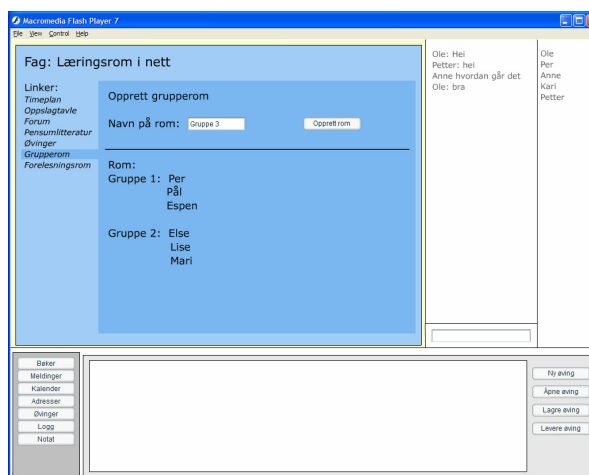 Macromedia Flash Player 7
File View Control Help
Fag: Læringsrom i nett
Linker:
Timeplan
Oppslagtavle
Forum
Pensumlitteratur
Øvinger
Grupperom
Forelesningsrom
Opprett grupperom
Navn på rom: Gruppe 3 Opprett rom
Rom:
Gruppe 1: Per
Pål
Espen
Gruppe 2: Else
Lise
Mari
Ole: Hei
Petter: hei
Anne hvordan går det
Ole: bra
Ole
Per
Anne
Kari
Petter
Bøker
Meldinger
Kalender
Adresser
Øvinger
Logg
Notat
Ny øving
Åpne øving
Lagre øving
Levere øving